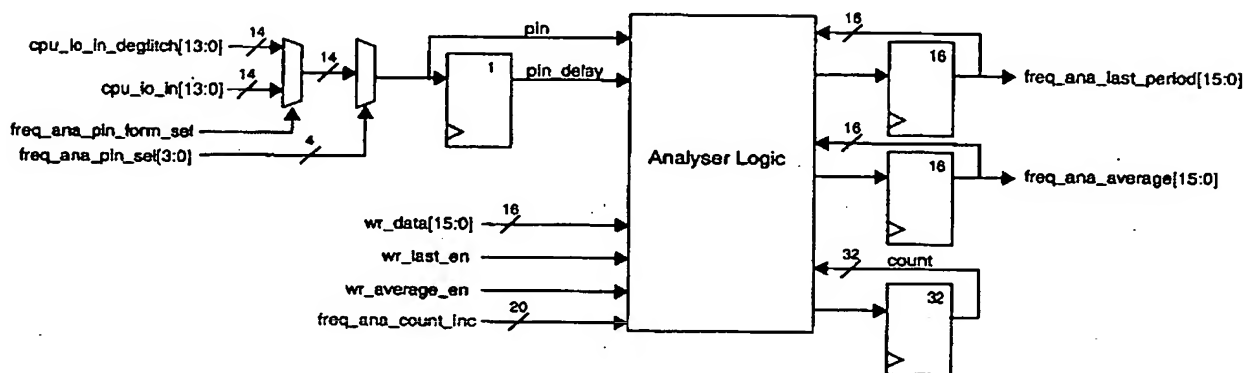 cpu_io_in_deglitch[13:0]
14
14
cpu_io_in[13:0]
14
freq_ana_pin_form_sel
freq_ana_pin_sel[3:0]
4
pin
1
pin_delay
Analyser Logic
wr_data[15:0]
16
wr_last_en
wr_average_en
freq_ana_count_inc
20
16
16
freq_ana_last_period[15:0]
16
16
freq_ana_average[15:0]
32
count
32